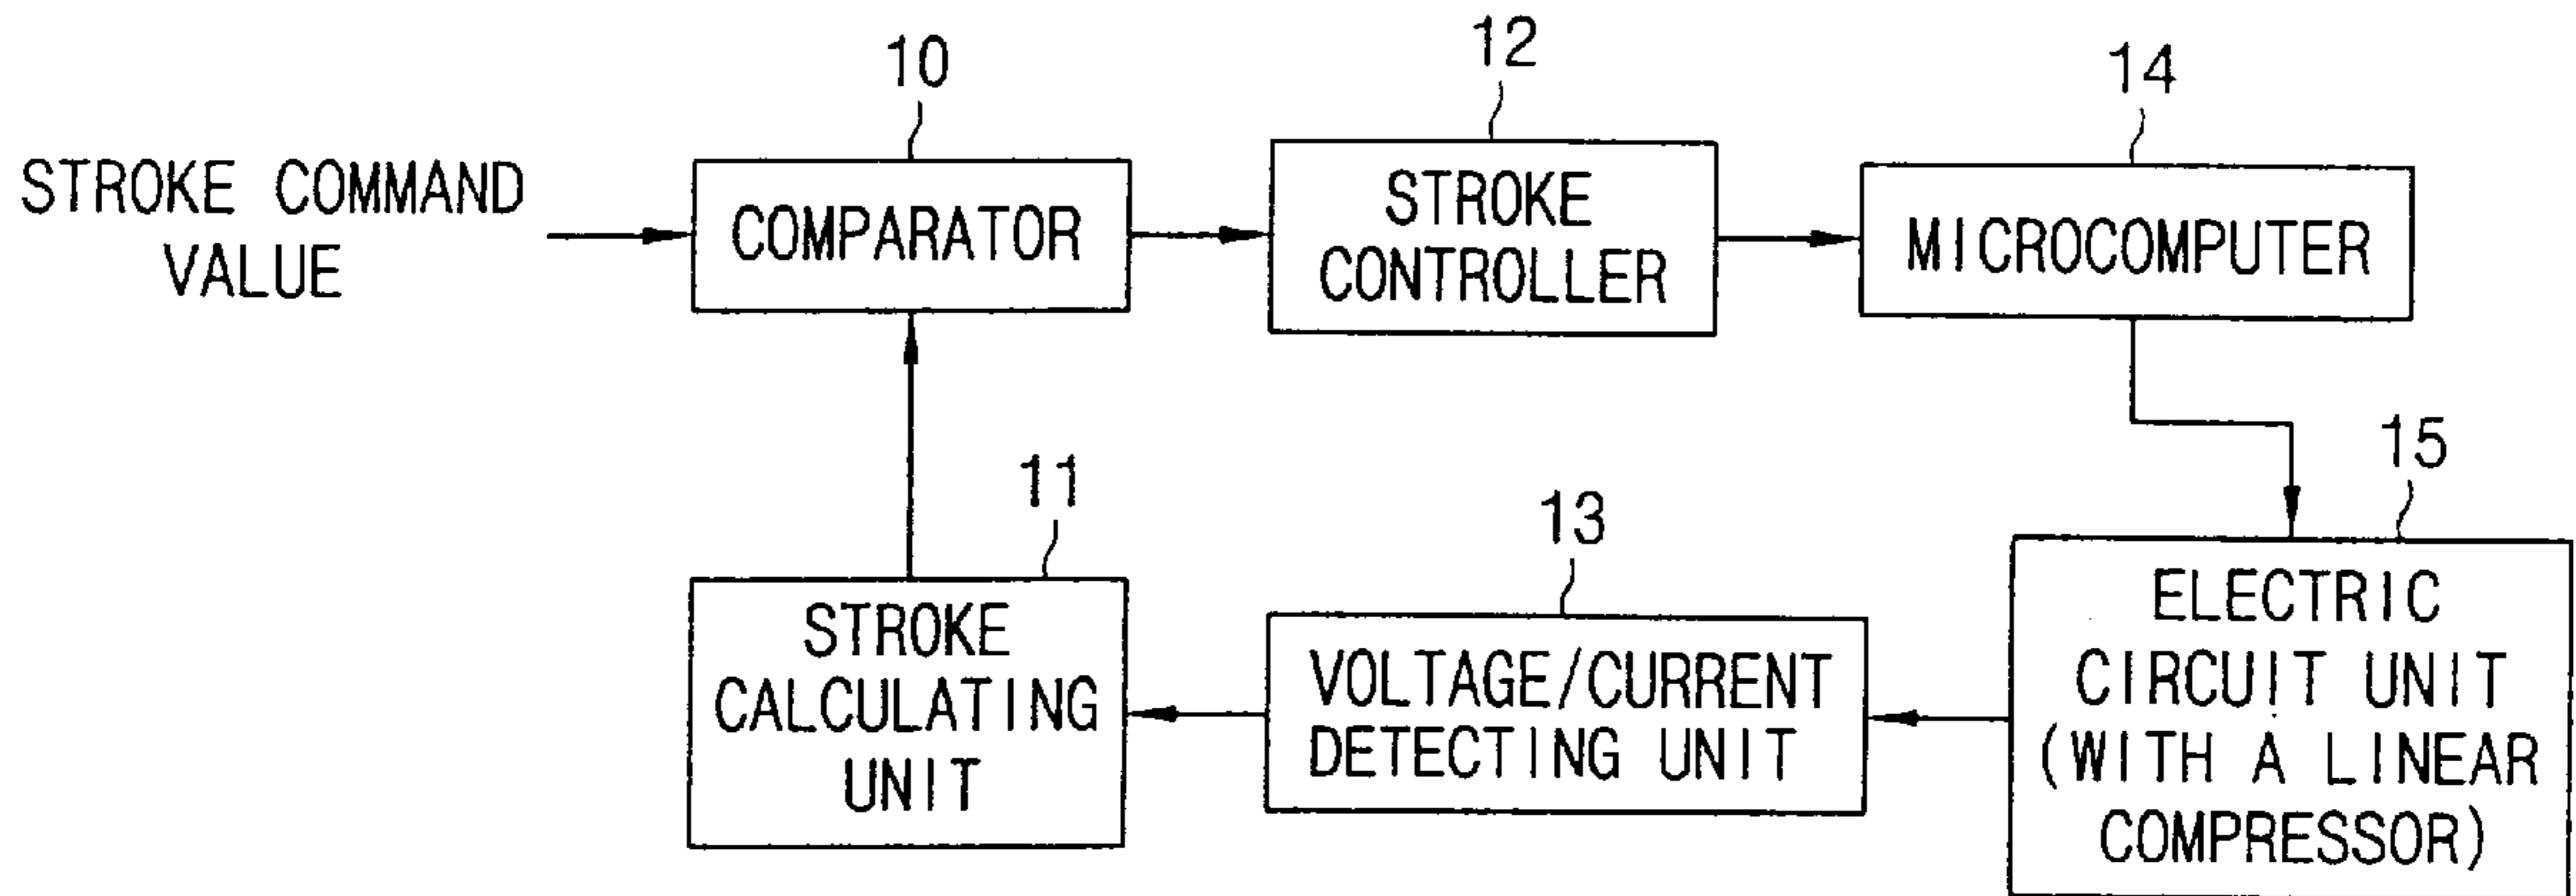 10
12
14
STROKE COMMAND
VALUE
COMPARATOR
STROKE
CONTROLLER
MICROCOMPUTER
11
13
15
STROKE
CALCULATING
UNIT
VOLTAGE/CURRENT
DETECTING UNIT
ELECTRIC
CIRCUIT UNIT
(WITH A LINEAR
COMPRESSOR)